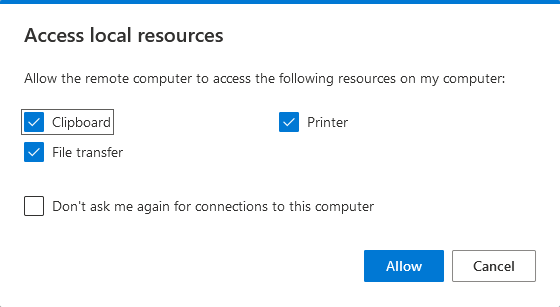 Access local resources
Allow the remote computer to access the following resources on my computer:
Clipboard
Printer
File transfer
Don't ask me again for connections to this computer
Allow
Cancel